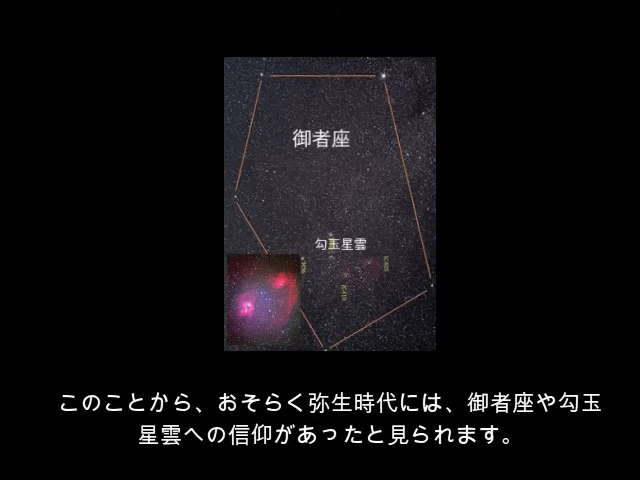 御者座
勾玉星雲
このことから、おそらく弥生時代には、御者座や勾玉
星雲への信仰があったと見られます。